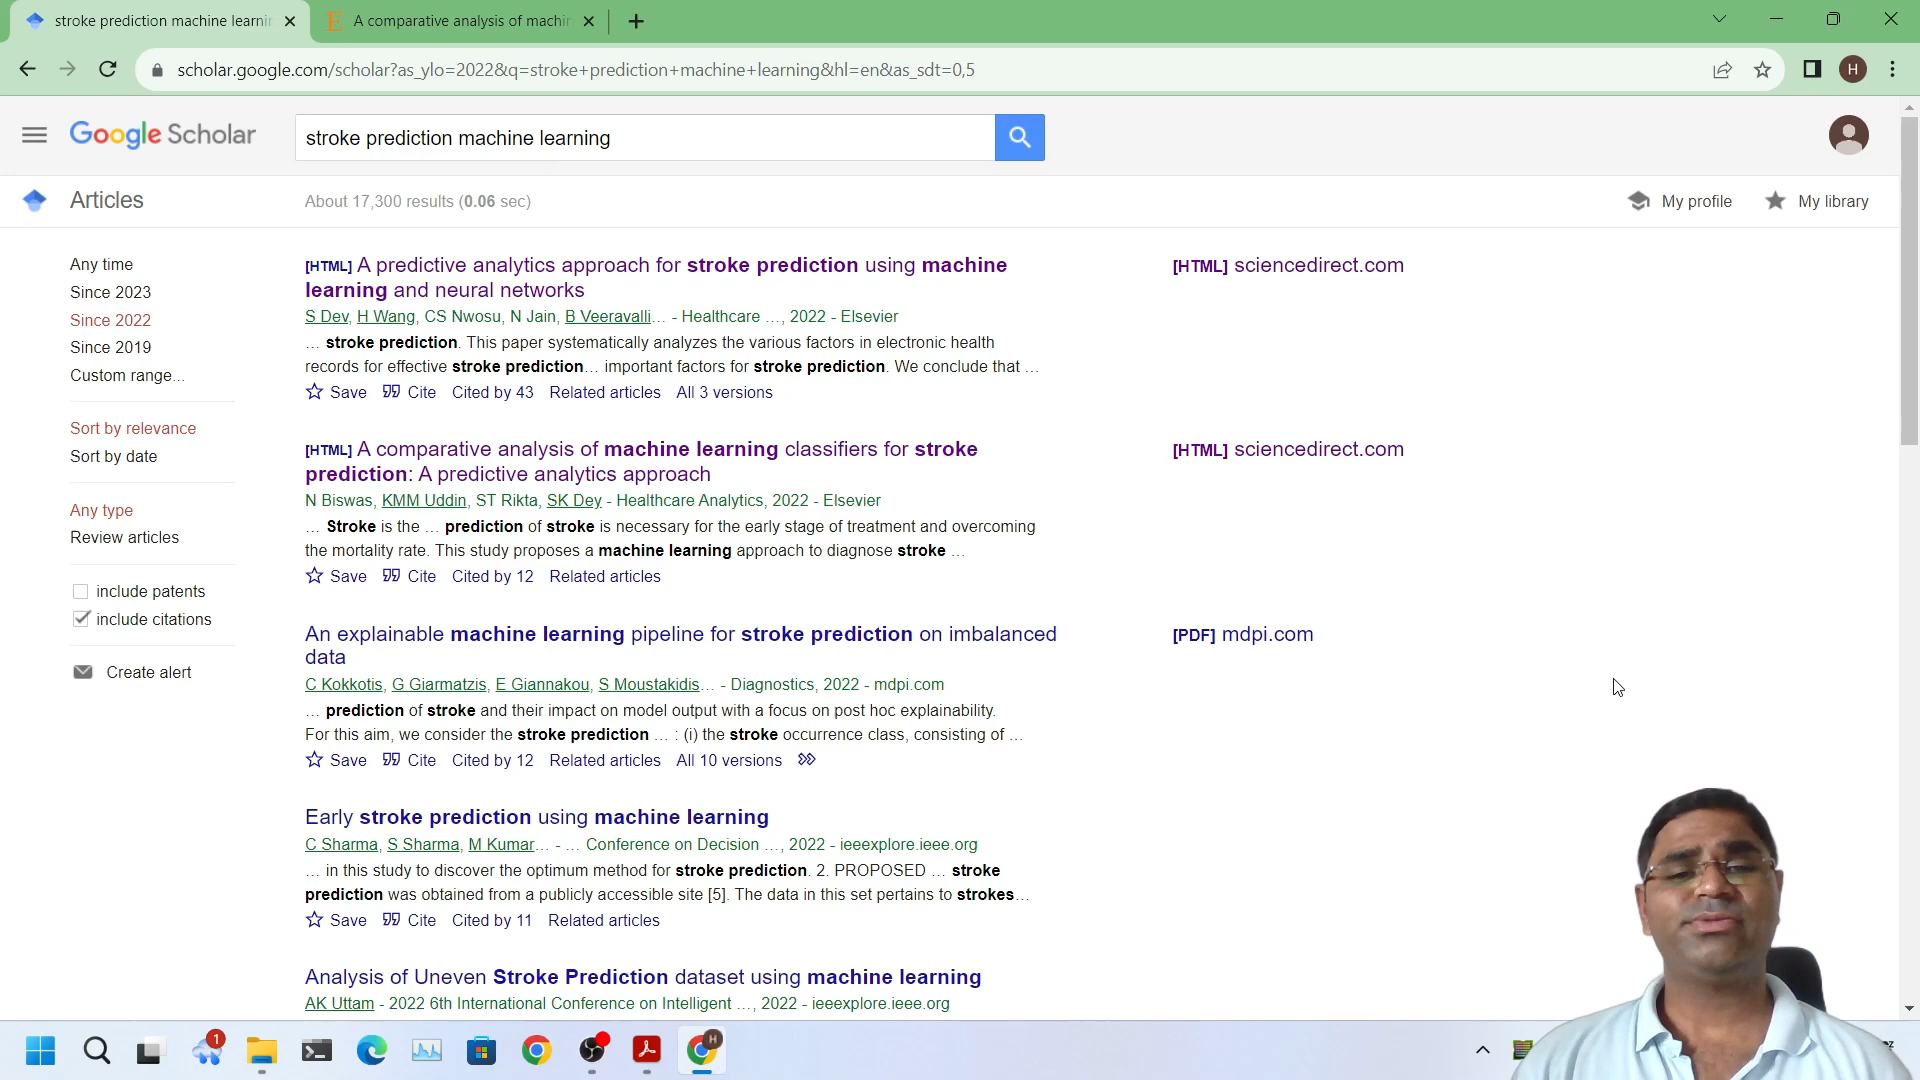 stroke prediction machine learnin
A comparative analysis of machin
scholar.google.com/scholar?as_ylo=2022&q=stroke+prediction+machine+learning&hl=en&as_sdt=0,5
H
Google Scholar
stroke prediction machine learning
Articles
About 17,300 results (0.06 sec)
My profile
My library
Any time
Since 2023
Since 2022
Since 2019
Custom range...
Sort by relevance
Sort by date
Any type
Review articles
include patents
include citations
Create alert
[HTML] A predictive analytics approach for stroke prediction using machine
learning and neural networks
S Dev, H Wang, CS Nwosu, N Jain, B Veeravalli… - Healthcare …, 2022 - Elsevier
… stroke prediction. This paper systematically analyzes the various factors in electronic health
records for effective stroke prediction… important factors for stroke prediction. We conclude that …
Save Cite Cited by 43 Related articles All 3 versions
[HTML] sciencedirect.com
[HTML] A comparative analysis of machine learning classifiers for stroke
prediction: A predictive analytics approach
N Biswas, KMM Uddin, ST Rikta, SK Dey - Healthcare Analytics, 2022 - Elsevier
… Stroke is the … prediction of stroke is necessary for the early stage of treatment and overcoming
the mortality rate. This study proposes a machine learning approach to diagnose stroke …
Save Cite Cited by 12 Related articles
[HTML] sciencedirect.com
An explainable machine learning pipeline for stroke prediction on imbalanced
data
C Kokkotis, G Giarmatzis, E Giannakou, S Moustakidis… - Diagnostics, 2022 - mdpi.com
… prediction of stroke and their impact on model output with a focus on post hoc explainability.
For this aim, we consider the stroke prediction … : (i) the stroke occurrence class, consisting of …
Save Cite Cited by 12 Related articles All 10 versions
[PDF] mdpi.com
Early stroke prediction using machine learning
C Sharma, S Sharma, M Kumar… - … Conference on Decision …, 2022 - ieeexplore.ieee.org
… in this study to discover the optimum method for stroke prediction. 2. PROPOSED … stroke
prediction was obtained from a publicly accessible site [5]. The data in this set pertains to strokes…
Save Cite Cited by 11 Related articles
Analysis of Uneven Stroke Prediction dataset using machine learning
AK Uttam - 2022 6th International Conference on Intelligent …, 2022 - ieeexplore.ieee.org
1
H